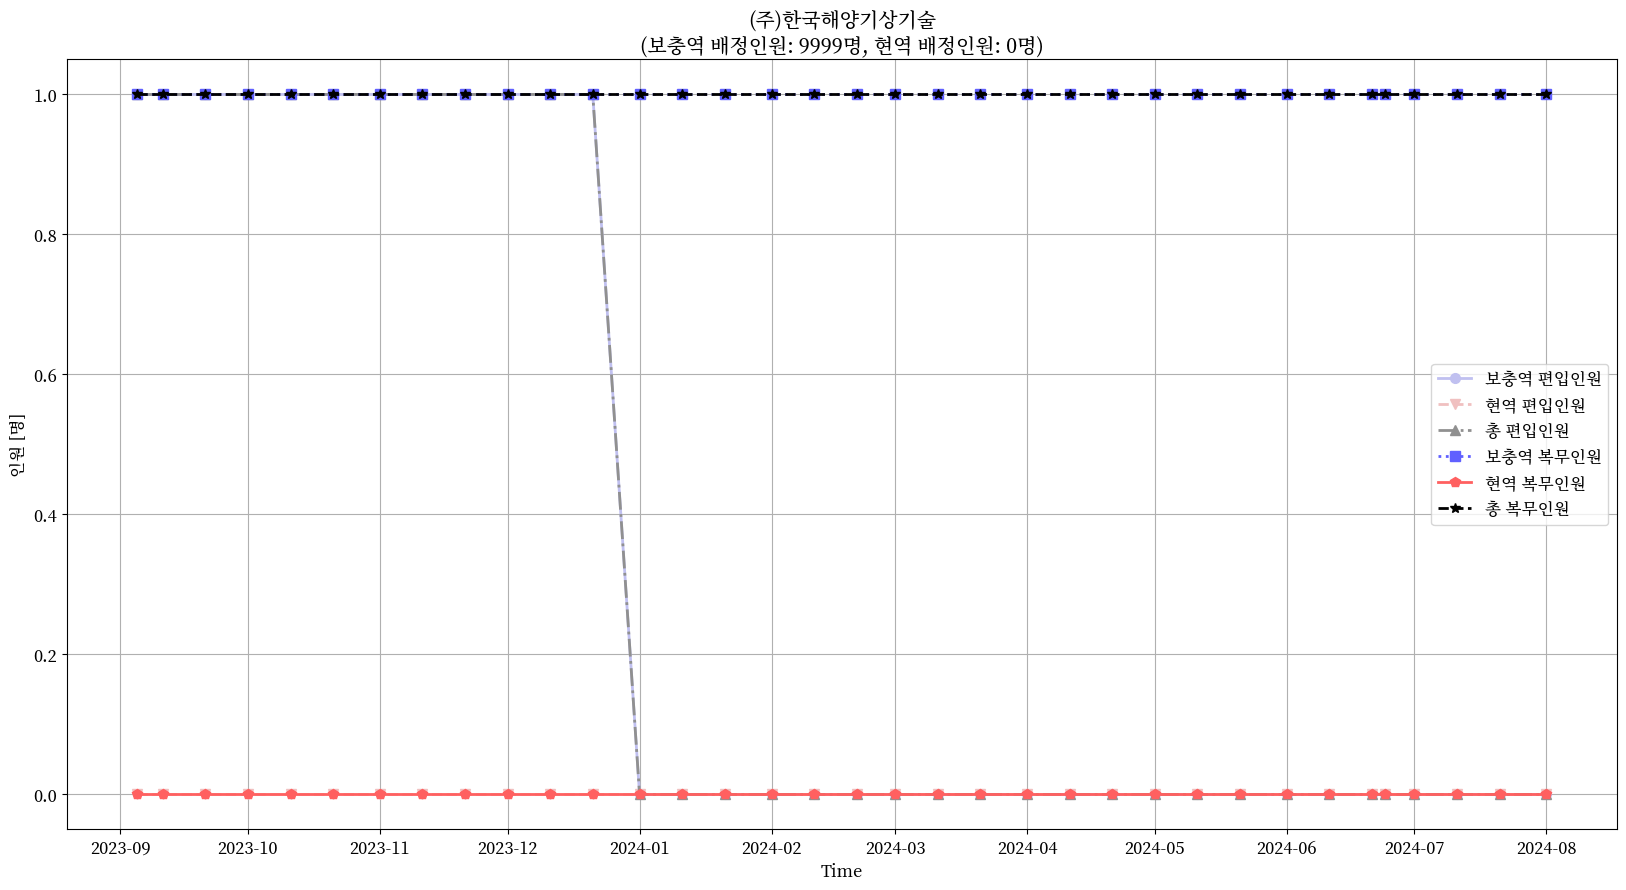 (주)한국해양기상기술
(보충역 배정인원: 9999명, 현역 배정인원: 0명)
1.0
0.8
0.6
0.4
0.2
0.0
인원 [명]
보충역 편입인원
현역 편입인원
총 편입인원
보충역 복무인원
현역 복무인원
총 복무인원
2023-09 2023-10 2023-11 2023-12 2024-01 2024-02 2024-03 2024-04 2024-05 2024-06 2024-07 2024-08
Time